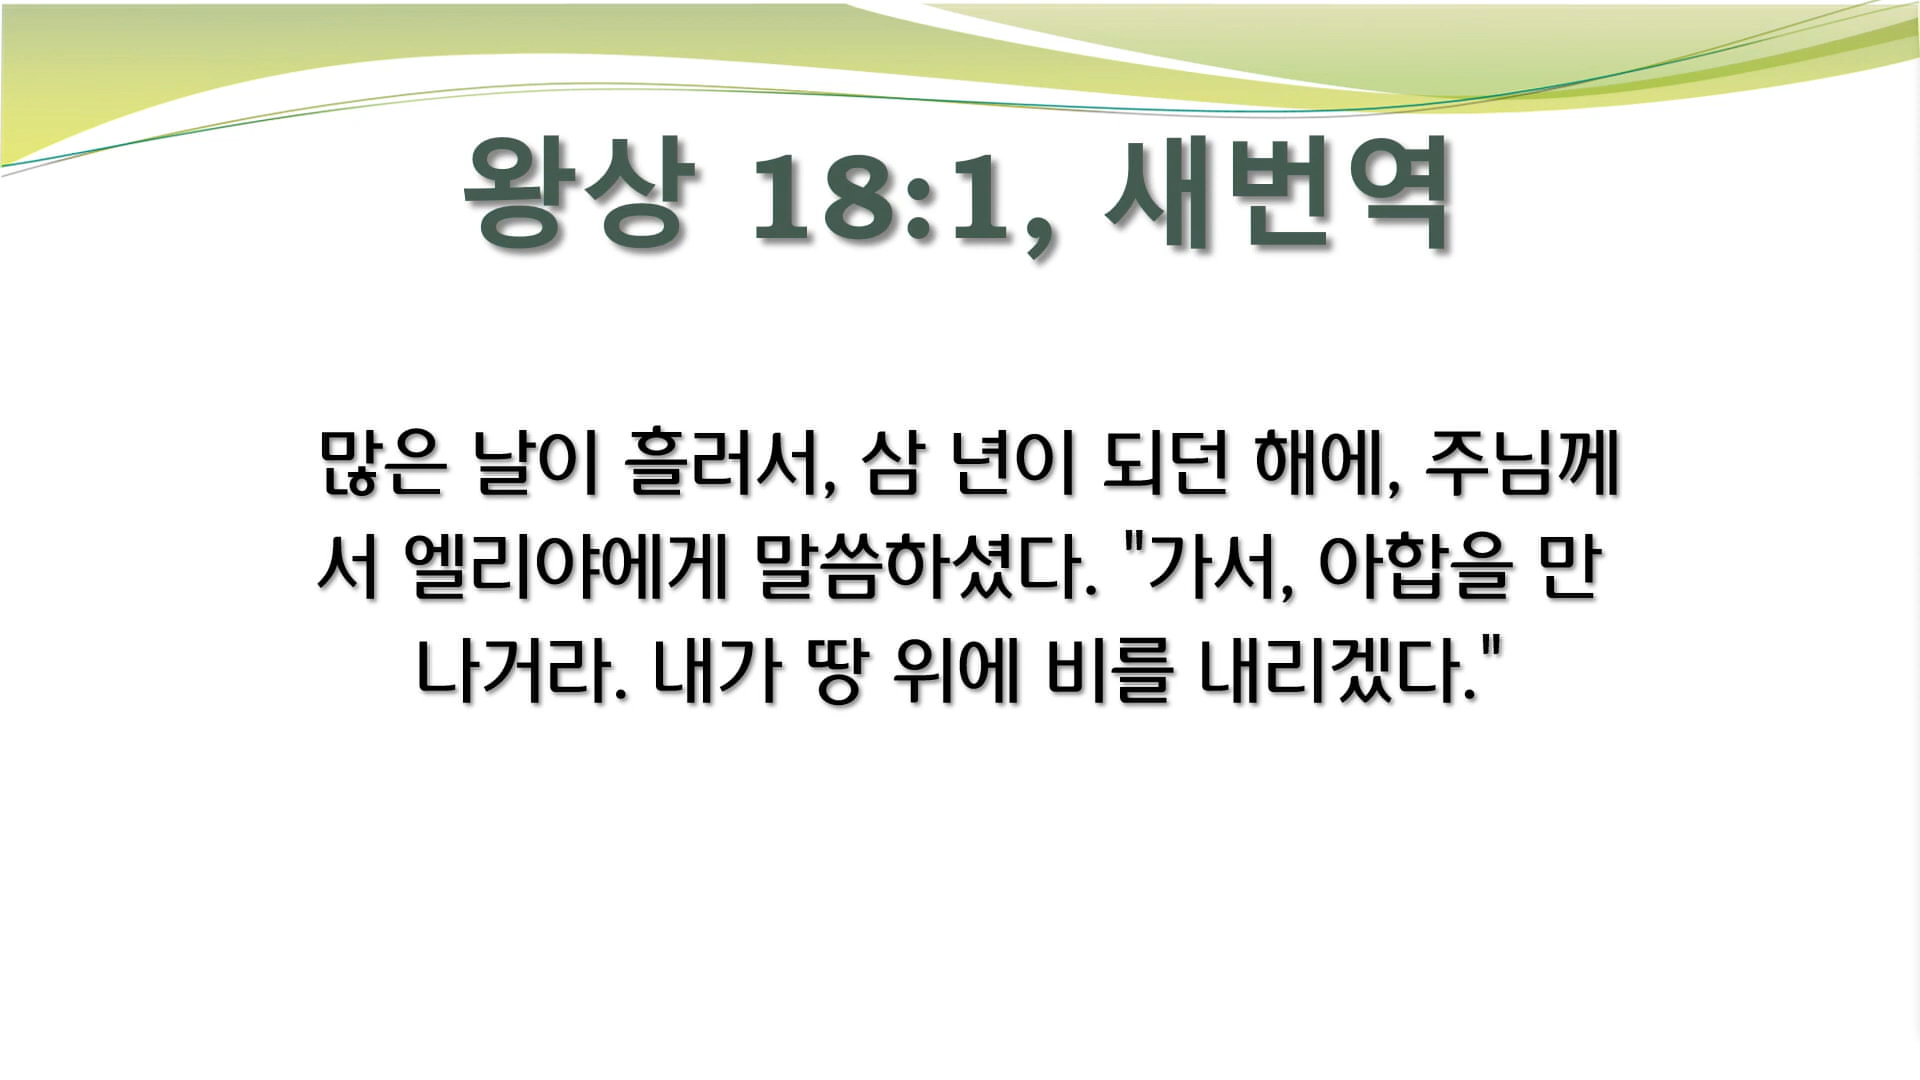 왕상 18:1, 새번역
많은 날이 흘러서, 삼 년이 되던 해에, 주님께
서 엘리야에게 말씀하셨다. "가서, 아합을 만
나거라. 내가 땅 위에 비를 내리겠다."